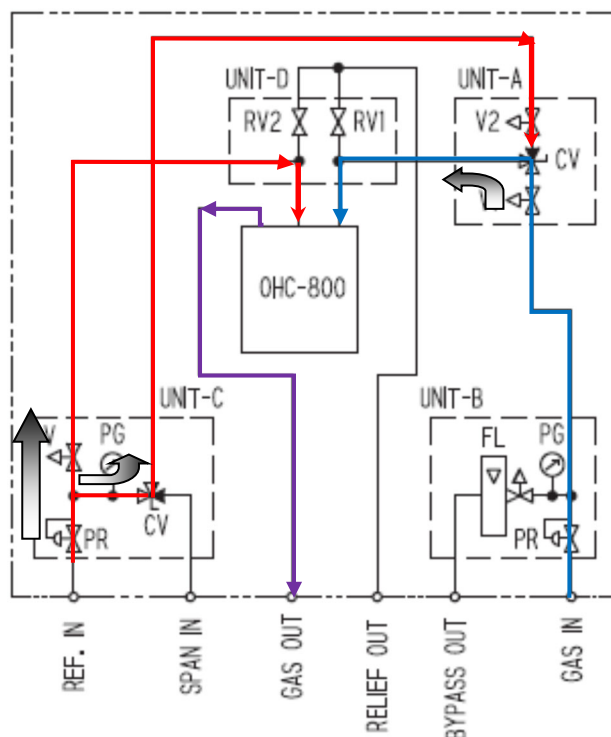 UNIT-D
UNIT-A
RV2
RV1
V2
CV
OHC-800
UNIT-C
UNIT-B
V
PG
FL
PG
CV
PR
PR
REF. IN
SPAN IN
GAS OUT
RELIEF OUT
BYPASS OUT
GAS IN